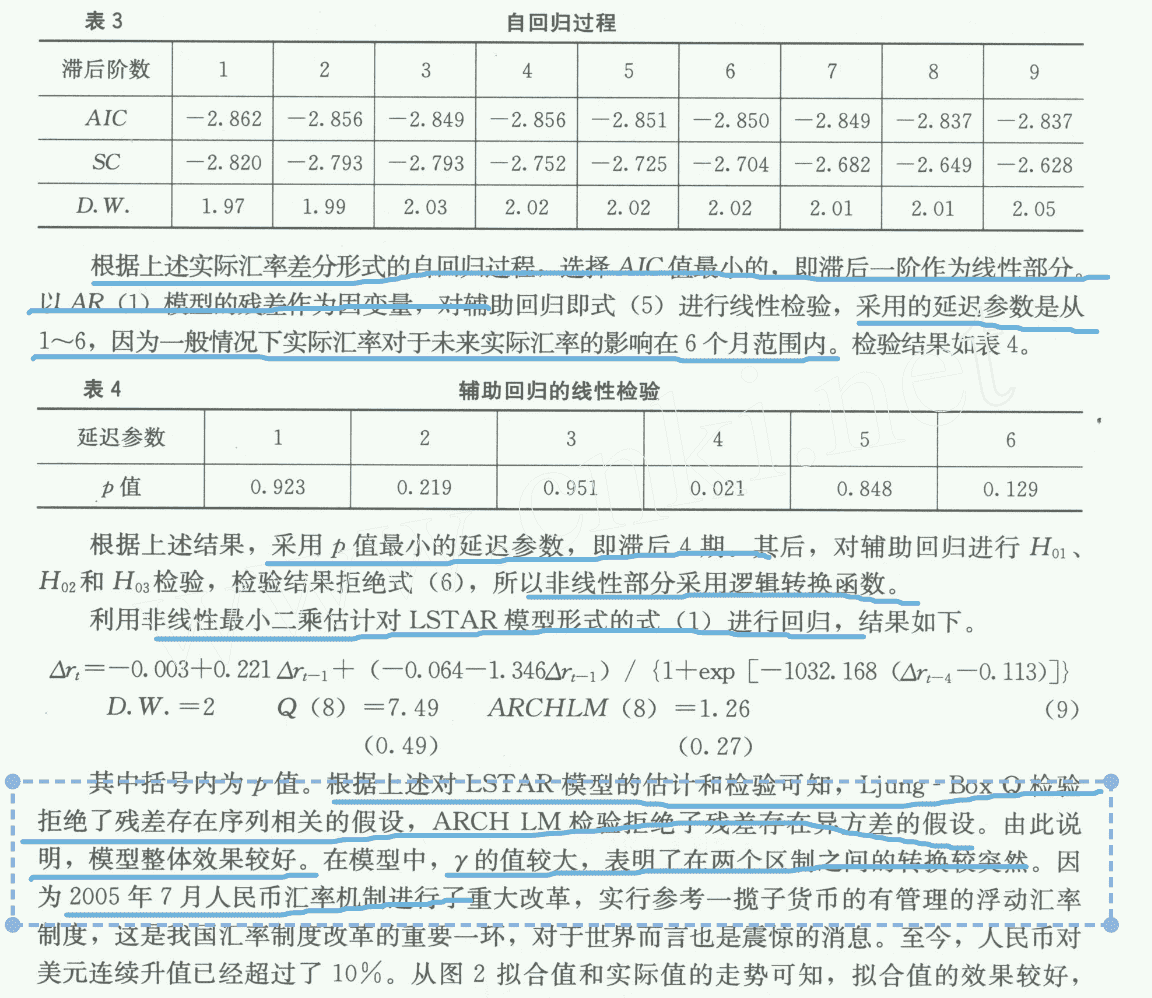 表 3 自回归过程
滞后阶数 1 2 3 4 5 6 7 8 9
AIC －2.862 －2.856 －2.849 －2.856 －2.851 －2.850 －2.849 －2.837 －2.837
SC －2.820 －2.793 －2.793 －2.752 －2.725 －2.704 －2.682 －2.649 －2.628
D.W. 1.97 1.99 2.03 2.02 2.02 2.02 2.01 2.01 2.05
根据上述实际汇率差分形式的自回归过程，选择 AIC 值最小的，即滞后一阶作为线性部分。
以 AR（1）模型的残差作为因变量，对辅助回归即式（5）进行线性检验，采用的延迟参数是从
1～6，因为一般情况下实际汇率对于未来实际汇率的影响在 6 个月范围内。检验结果如表 4。
表 4 辅助回归的线性检验
延迟参数 1 2 3 4 5 6
p 值 0.923 0.219 0.951 0.021 0.848 0.129
根据上述结果，采用 p 值最小的延迟参数，即滞后 4 期。其后，对辅助回归进行 H₀₁、
H₀₂和 H₀₃检验，检验结果拒绝式（6），所以非线性部分采用逻辑转换函数。
利用非线性最小二乘估计对 LSTAR 模型形式的式（1）进行回归，结果如下。
Δrₜ＝－0.003＋0.221 Δrₜ₋₁＋（－0.064－1.346Δrₜ₋₁）/｛1＋exp［－1032.168（Δrₜ₋₄－0.113）］｝
D.W.＝2 Q（8）＝7.49 ARCHLM（8）＝1.26 （9）
（0.49） （0.27）
其中括号内为 p 值。根据上述对 LSTAR 模型的估计和检验可知，Ljung－Box Q 检验
拒绝了残差存在序列相关的假设，ARCH LM 检验拒绝了残差存在异方差的假设。由此说
明，模型整体效果较好。在模型中，γ 的值较大，表明了在两个区制之间的转换较突然。因
为 2005 年 7 月人民币汇率机制进行了重大改革，实行参考一揽子货币的有管理的浮动汇率
制度，这是我国汇率制度改革的重要一环，对于世界而言也是震惊的消息。至今，人民币对
美元连续升值已经超过了 10％。从图 2 拟合值和实际值的走势可知，拟合值的效果较好，
www.cnki.net